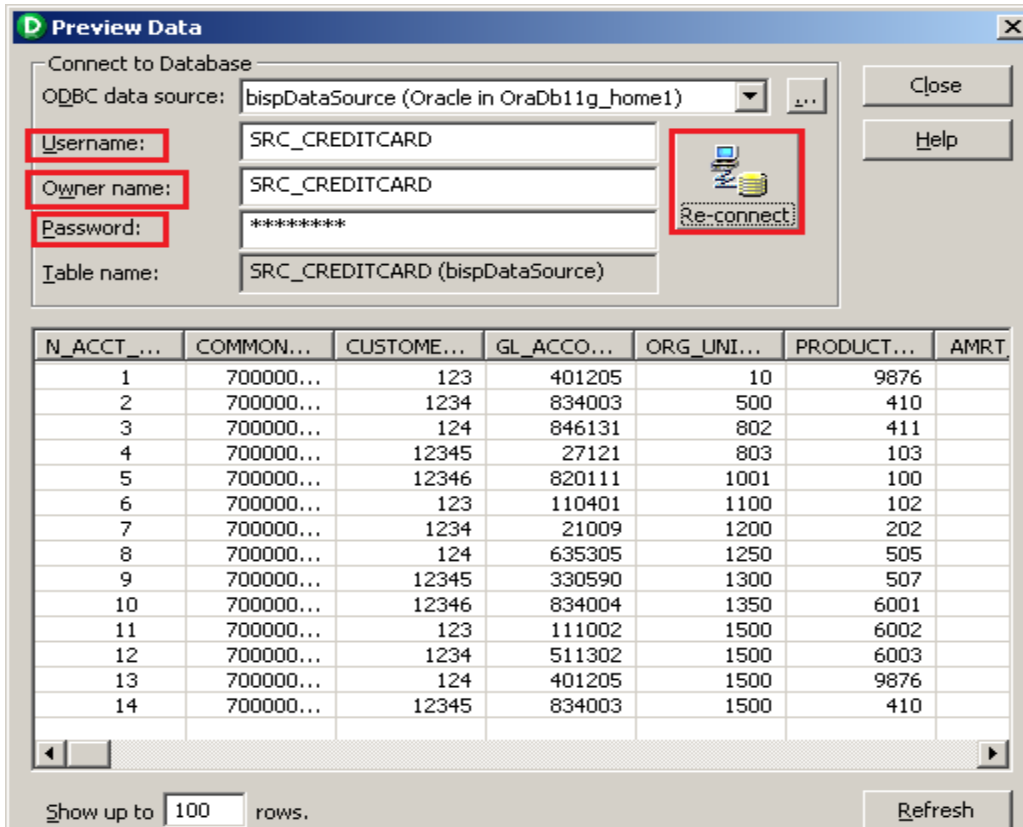 Preview Data
Connect to Database
ODBC data source: bispDataSource (Oracle in OraDb11g_home1) ...
Close
Username: SRC_CREDITCARD
Help
Owner name: SRC_CREDITCARD
Re-connect
Password: ********
Table name: SRC_CREDITCARD (bispDataSource)
N_ACCT_... COMMON... CUSTOME... GL_ACCO... ORG_UNI... PRODUCT... AMRT_
1 700000... 123 401205 10 9876
2 700000... 1234 834003 500 410
3 700000... 124 846131 802 411
4 700000... 12345 27121 803 103
5 700000... 12346 820111 1001 100
6 700000... 123 110401 1100 102
7 700000... 1234 21009 1200 202
8 700000... 124 635305 1250 505
9 700000... 12345 330590 1300 507
10 700000... 12346 834004 1350 6001
11 700000... 123 111002 1500 6002
12 700000... 1234 511302 1500 6003
13 700000... 124 401205 1500 9876
14 700000... 12345 834003 1500 410
Show up to 100 rows.
Refresh